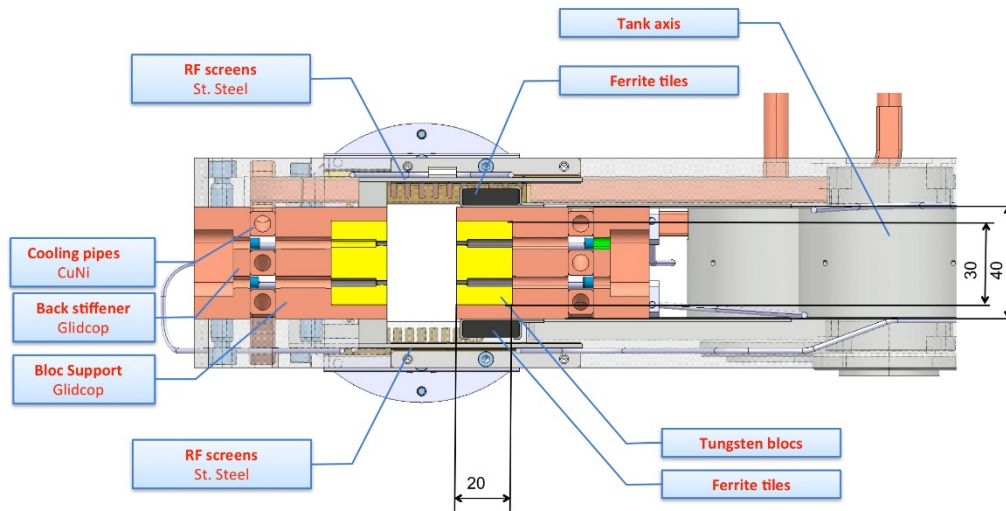 Tank axis
RF screens
St. Steel
Ferrite tiles
Cooling pipes
CuNi
Back stiffener
Glidcop
Bloc Support
Glidcop
30
40
RF screens
St. Steel
20
Tungsten blocs
Ferrite tiles